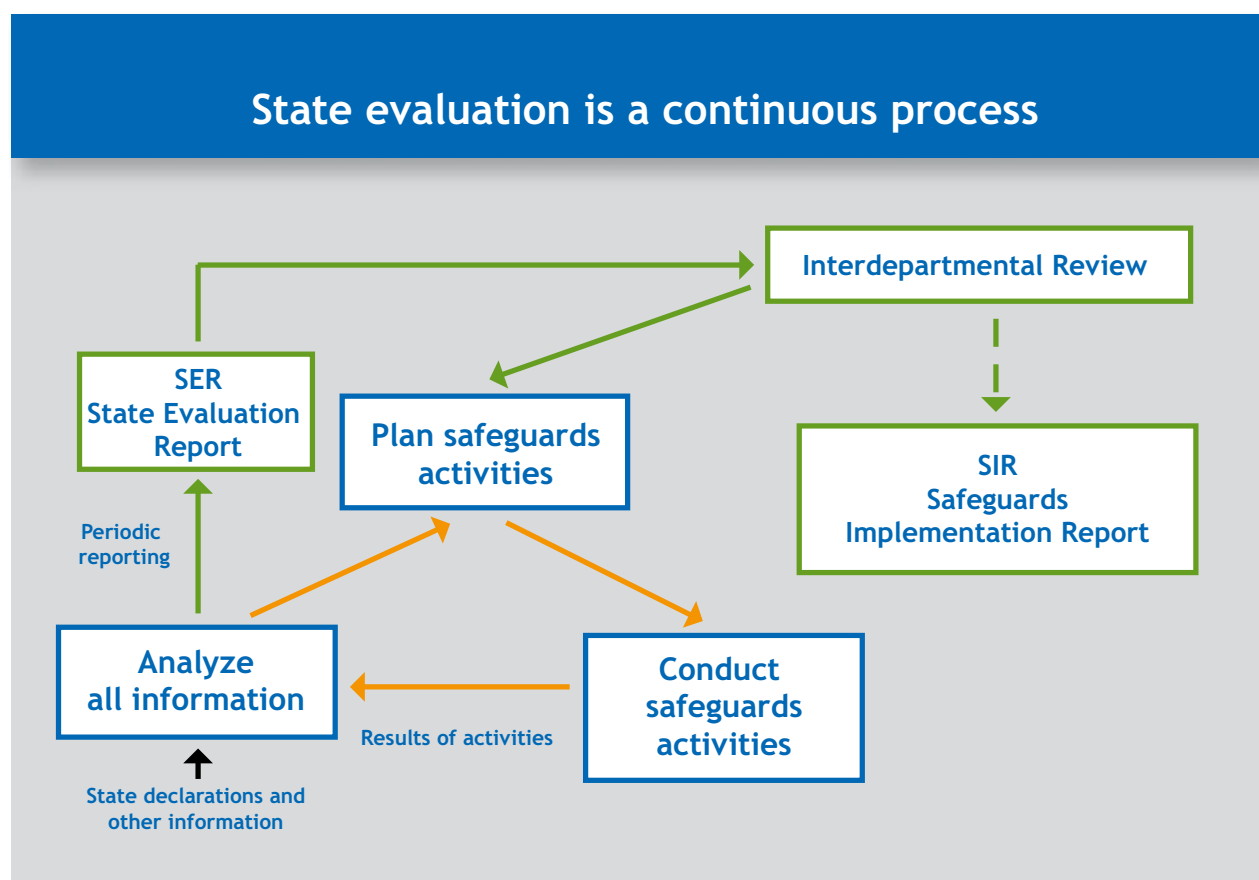 State evaluation is a continuous process
Interdepartmental Review
SER
State Evaluation
Report
Plan safeguards
activities
SIR
Safeguards
Implementation Report
Periodic
reporting
Analyze
all information
Conduct
safeguards
activities
Results of activities
State declarations and
other information